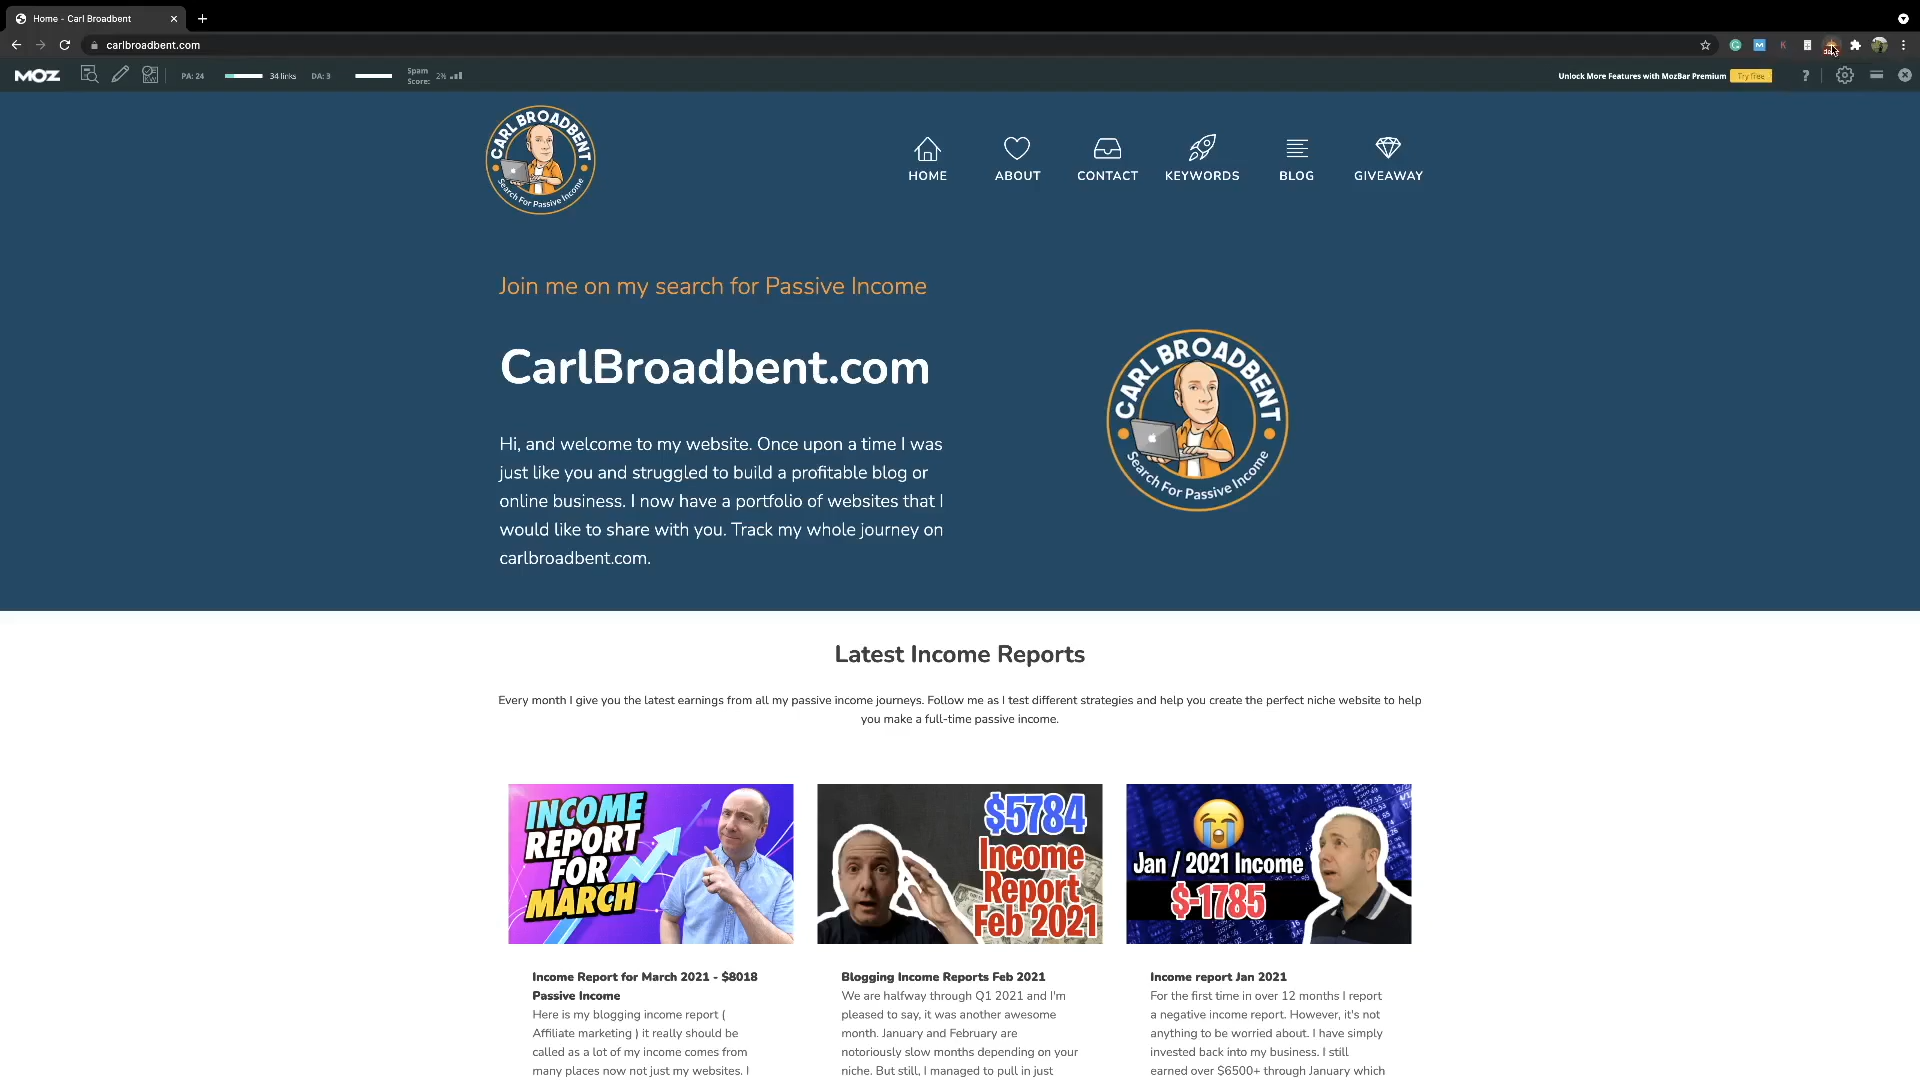 Home - Carl Broadbent
carlbroadbent.com
MOZ
PA: 24
34 links
DA: 3
Spam
Score:
2%
Unlock More Features with MozBar Premium
Try free
?
CARL BROADBENT
Search For Passive Income
HOME
ABOUT
CONTACT
KEYWORDS
BLOG
GIVEAWAY
Join me on my search for Passive Income
CarlBroadbent.com
Hi, and welcome to my website. Once upon a time I was
just like you and struggled to build a profitable blog or
online business. I now have a portfolio of websites that I
would like to share with you. Track my whole journey on
carlbroadbent.com.
CARL BROADBENT
Search For Passive Income
Latest Income Reports
Every month I give you the latest earnings from all my passive income journeys. Follow me as I test different strategies and help you create the perfect niche website to help
you make a full-time passive income.
INCOME
REPORT
FOR
MARCH
$5784
Income
Report
Feb 2021
Jan / 2021 Income
$-1785
Income Report for March 2021 - $8018
Passive Income
Here is my blogging income report (
Affiliate marketing ) it really should be
called as a lot of my income comes from
many places now not just my websites. I
Blogging Income Reports Feb 2021
We are halfway through Q1 2021 and I'm
pleased to say, it was another awesome
month. January and February are
notoriously slow months depending on your
niche. But still, I managed to pull in just
Income report Jan 2021
For the first time in over 12 months I report
a negative income report. However, it's not
anything to be worried about. I have simply
invested back into my business. I still
earned over $6500+ through January which